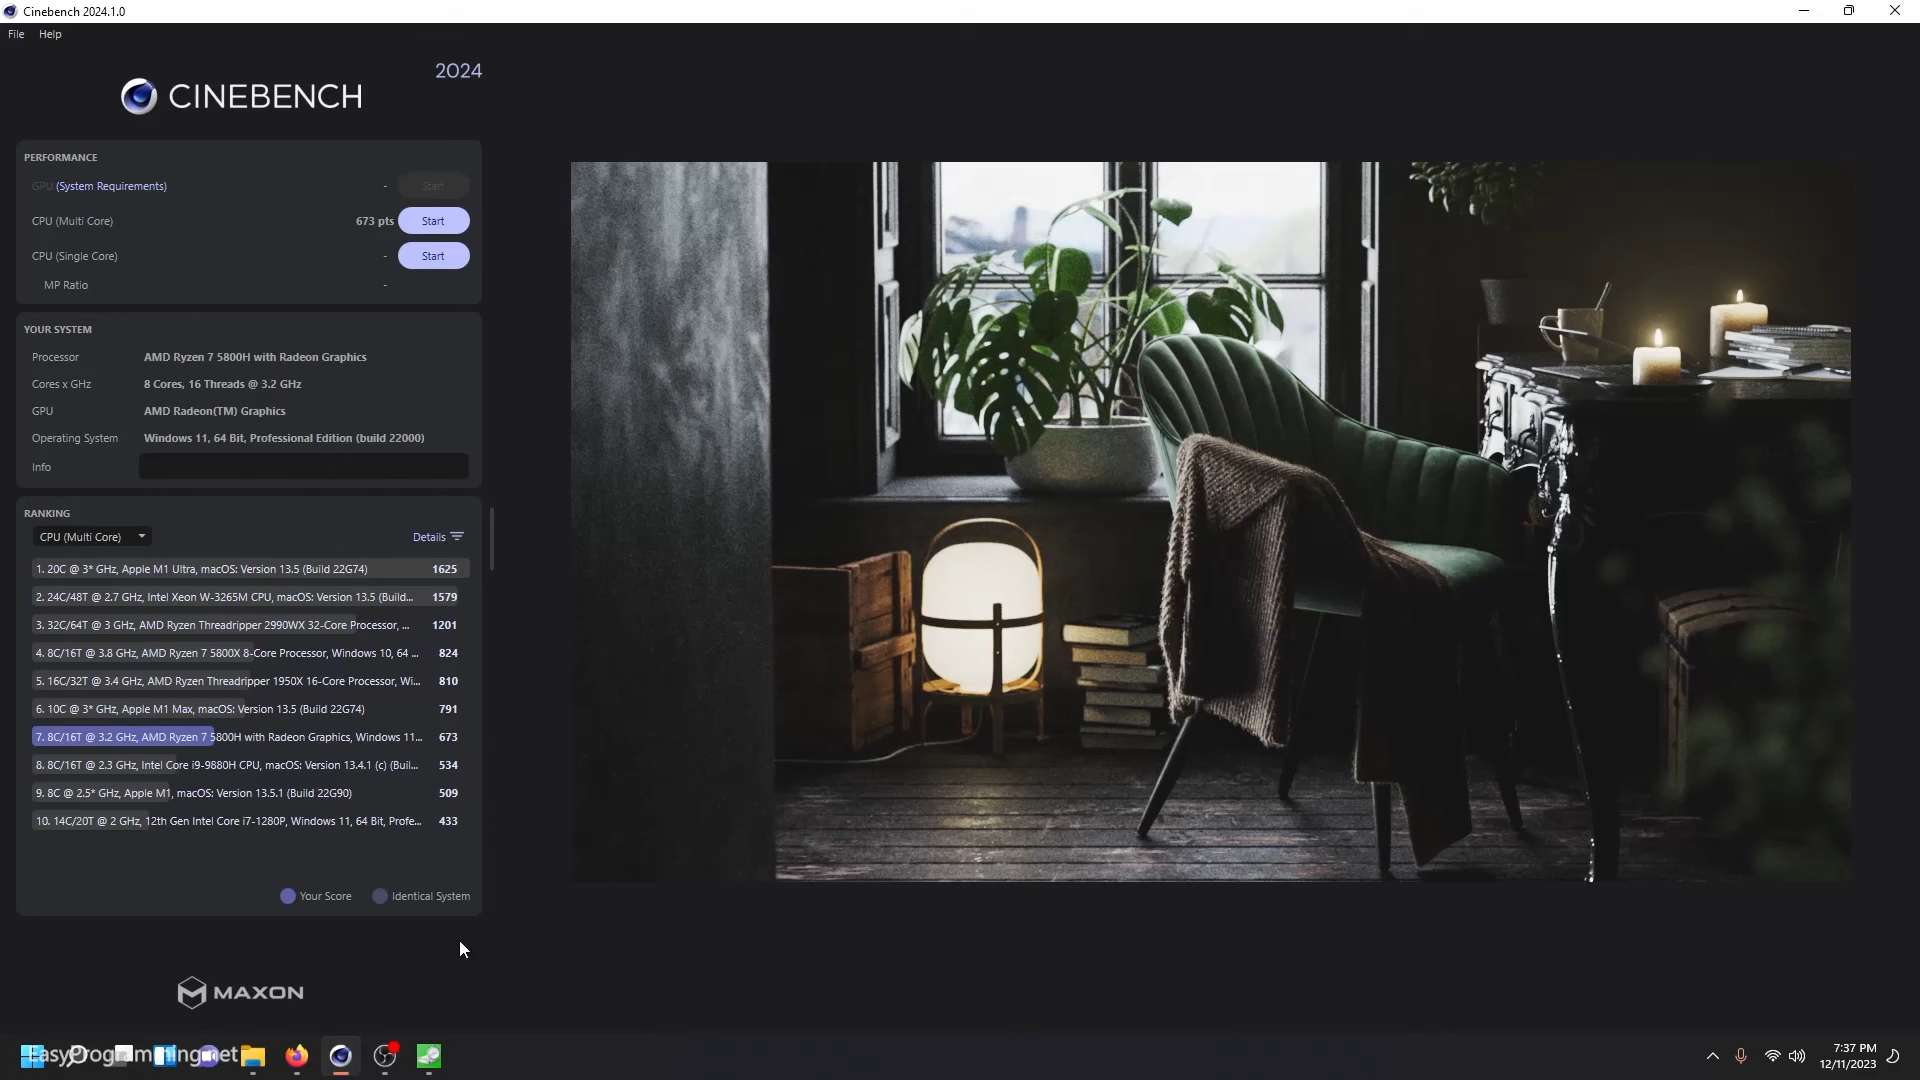 Cinebench 2024.1.0
File Help
2024
CINEBENCH
PERFORMANCE
GPU (System Requirements) - Start
CPU (Multi Core) 673 pts Start
CPU (Single Core) - Start
MP Ratio -
YOUR SYSTEM
Processor AMD Ryzen 7 5800H with Radeon Graphics
Cores x GHz 8 Cores, 16 Threads @ 3.2 GHz
GPU AMD Radeon(TM) Graphics
Operating System Windows 11, 64 Bit, Professional Edition (build 22000)
Info
RANKING
CPU (Multi Core) Details
1. 20C @ 3* GHz, Apple M1 Ultra, macOS: Version 13.5 (Build 22G74) 1625
2. 24C/48T @ 2.7 GHz, Intel Xeon W-3265M CPU, macOS: Version 13.5 (Build... 1579
3. 32C/64T @ 3 GHz, AMD Ryzen Threadripper 2990WX 32-Core Processor, ... 1201
4. 8C/16T @ 3.8 GHz, AMD Ryzen 7 5800X 8-Core Processor, Windows 10, 64 ... 824
5. 16C/32T @ 3.4 GHz, AMD Ryzen Threadripper 1950X 16-Core Processor, Wi... 810
6. 10C @ 3* GHz, Apple M1 Max, macOS: Version 13.5 (Build 22G74) 791
7. 8C/16T @ 3.2 GHz, AMD Ryzen 7 5800H with Radeon Graphics, Windows 11... 673
8. 8C/16T @ 2.3 GHz, Intel Core i9-9880H CPU, macOS: Version 13.4.1 (c) (Buil... 534
9. 8C @ 2.5* GHz, Apple M1, macOS: Version 13.5.1 (Build 22G90) 509
10. 14C/20T @ 2 GHz, 12th Gen Intel Core i7-1280P, Windows 11, 64 Bit, Profe... 433
Your Score Identical System
MAXON
EasyProgramming.net
7:37 PM
12/11/2023